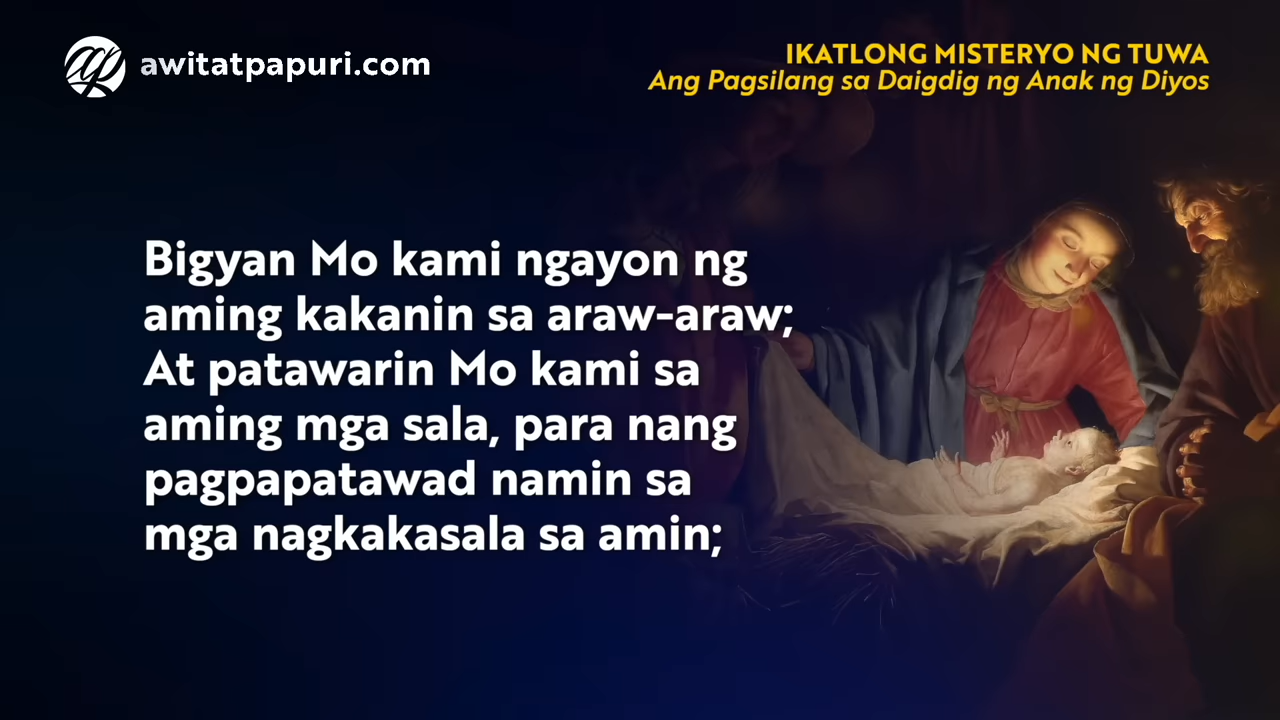 awitatpapuri.com
IKATLONG MISTERYO NG TUWA
Ang Pagsilang sa Daigdig ng Anak ng Diyos
Bigyan Mo kami ngayon ng
aming kakanin sa araw-araw;
At patawarin Mo kami sa
aming mga sala, para nang
pagpapatawad namin sa
mga nagkakasala sa amin;